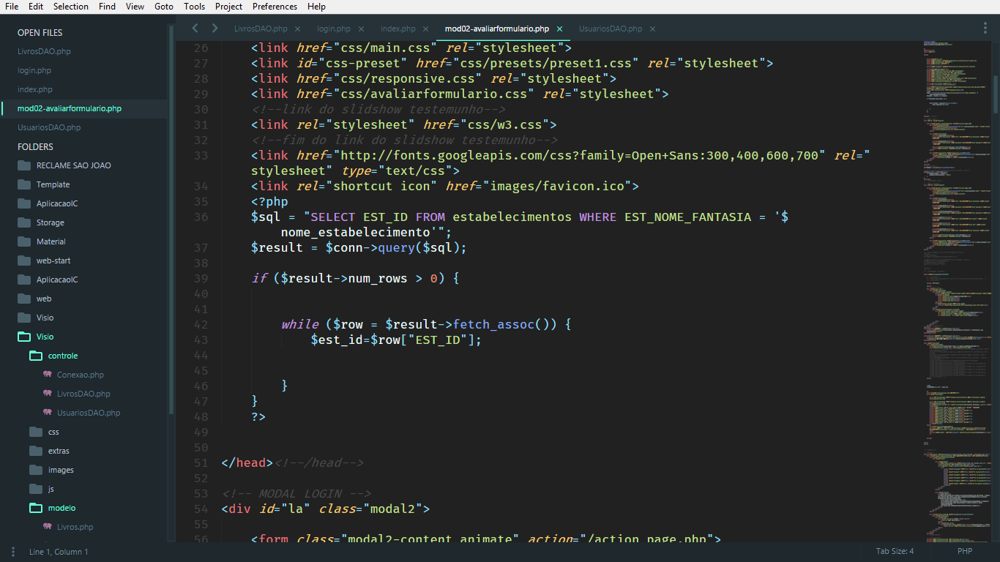 File Edit Selection Find View Goto Tools Project Preferences Help
OPEN FILES
LivrosDAO.php
login.php
index.php
mod02-avaliarformulario.php
UsuariosDAO.php
FOLDERS
RECLAME SAO JOAO
Template
AplicacaoIC
Storage
Material
web-start
AplicacaoIC
web
Visio
Visio
controle
Conexao.php
LivrosDAO.php
UsuariosDAO.php
css
extras
images
js
modelo
Livros.php
LivrosDAO.php × login.php × index.php × mod02-avaliarformulario.php × UsuariosDAO.php ×
26 <link href="css/main.css" rel="stylesheet">
27 <link id="css-preset" href="css/presets/preset1.css" rel="stylesheet">
28 <link href="css/responsive.css" rel="stylesheet">
29 <link href="css/avaliarformulario.css" rel="stylesheet">
30 <!--link do slidshow testemunho-->
31 <link rel="stylesheet" href="css/w3.css">
32 <!--fim do link do slidshow testemunho-->
33 <link href="http://fonts.googleapis.com/css?family=Open+Sans:300,400,600,700" rel="
stylesheet" type="text/css">
34 <link rel="shortcut icon" href="images/favicon.ico">
35 <?php
36 $sql = "SELECT EST_ID FROM estabelecimentos WHERE EST_NOME_FANTASIA = '$
nome_estabelecimento'";
37 $result = $conn->query($sql);
38
39 if ($result->num_rows > 0) {
40
41
42 while ($row = $result->fetch_assoc()) {
43 $est_id=$row["EST_ID"];
44
45
46 }
47 }
48 ?>
49
50
51 </head><!--/head-->
52
53 <!-- MODAL LOGIN -->
54 <div id="la" class="modal2">
55
56 <form class="modal2-content animate" action="/action_page.php">
Line 1, Column 1
Tab Size: 4 PHP